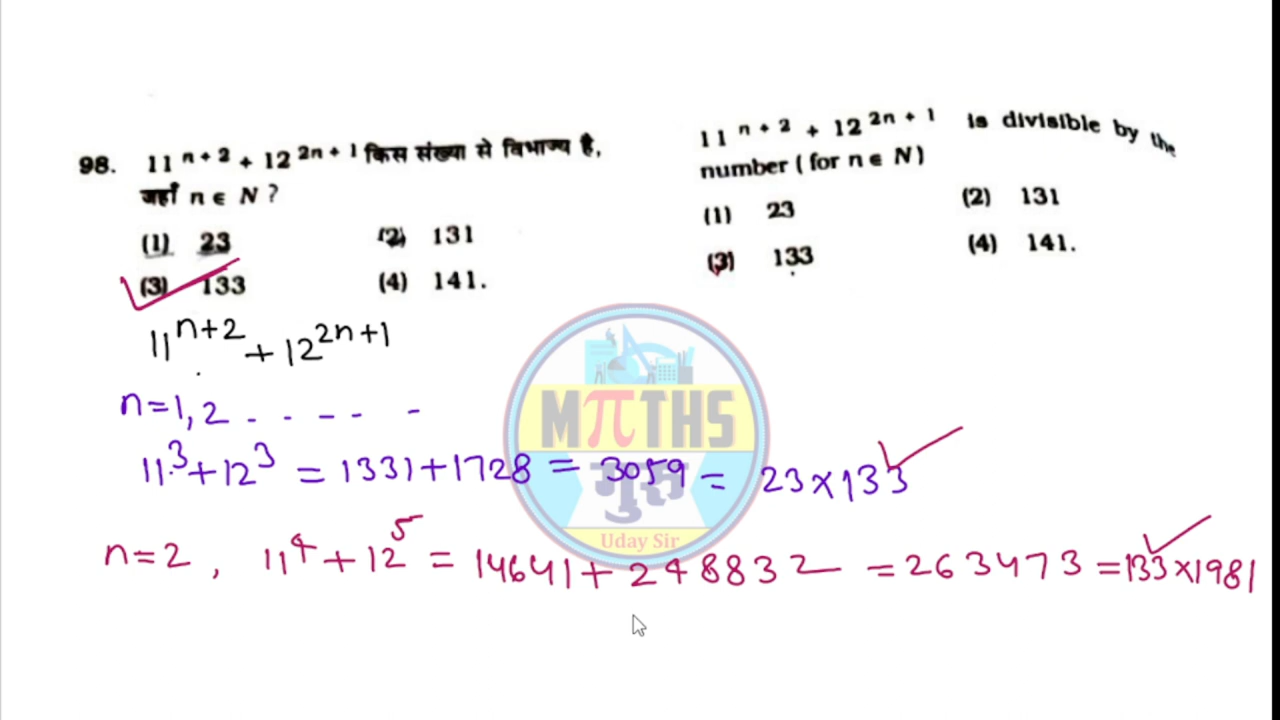 98. 11^{n+2} + 12^{2n+1} किस संख्या से विभाज्य है,
जहाँ n ∈ N ?
(1) 23 (2) 131
(3) 133 (4) 141.
11^{n+2} + 12^{2n+1} is divisible by the
number ( for n ∈ N )
(1) 23 (2) 131
(3) 133 (4) 141.
11^{n+2} + 12^{2n+1}
n=1, 2 - - - - -
11^3 + 12^3 = 1331+1728 = 3059 = 23×133
n=2, 11^4 + 12^5 = 14641 + 248832 = 263473 = 133×1981
MπTHS
गुरु
Uday Sir